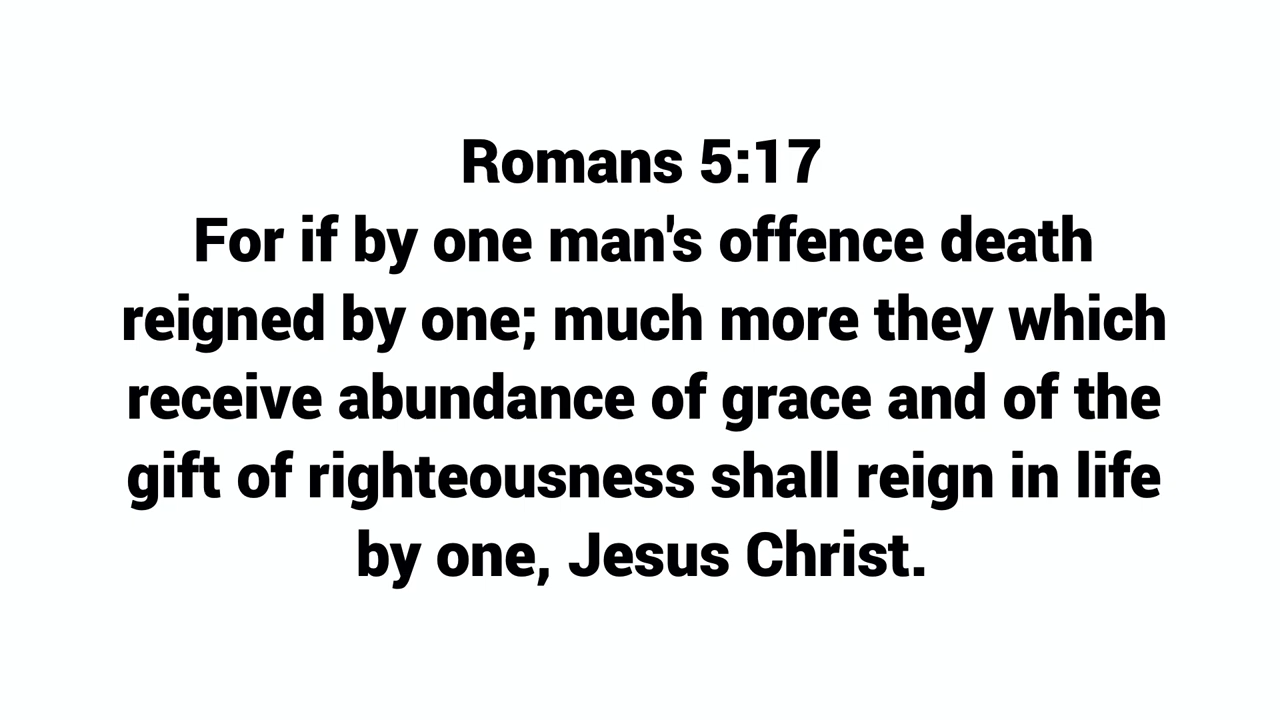 Romans 5:17
For if by one man's offence death
reigned by one; much more they which
receive abundance of grace and of the
gift of righteousness shall reign in life
by one, Jesus Christ.